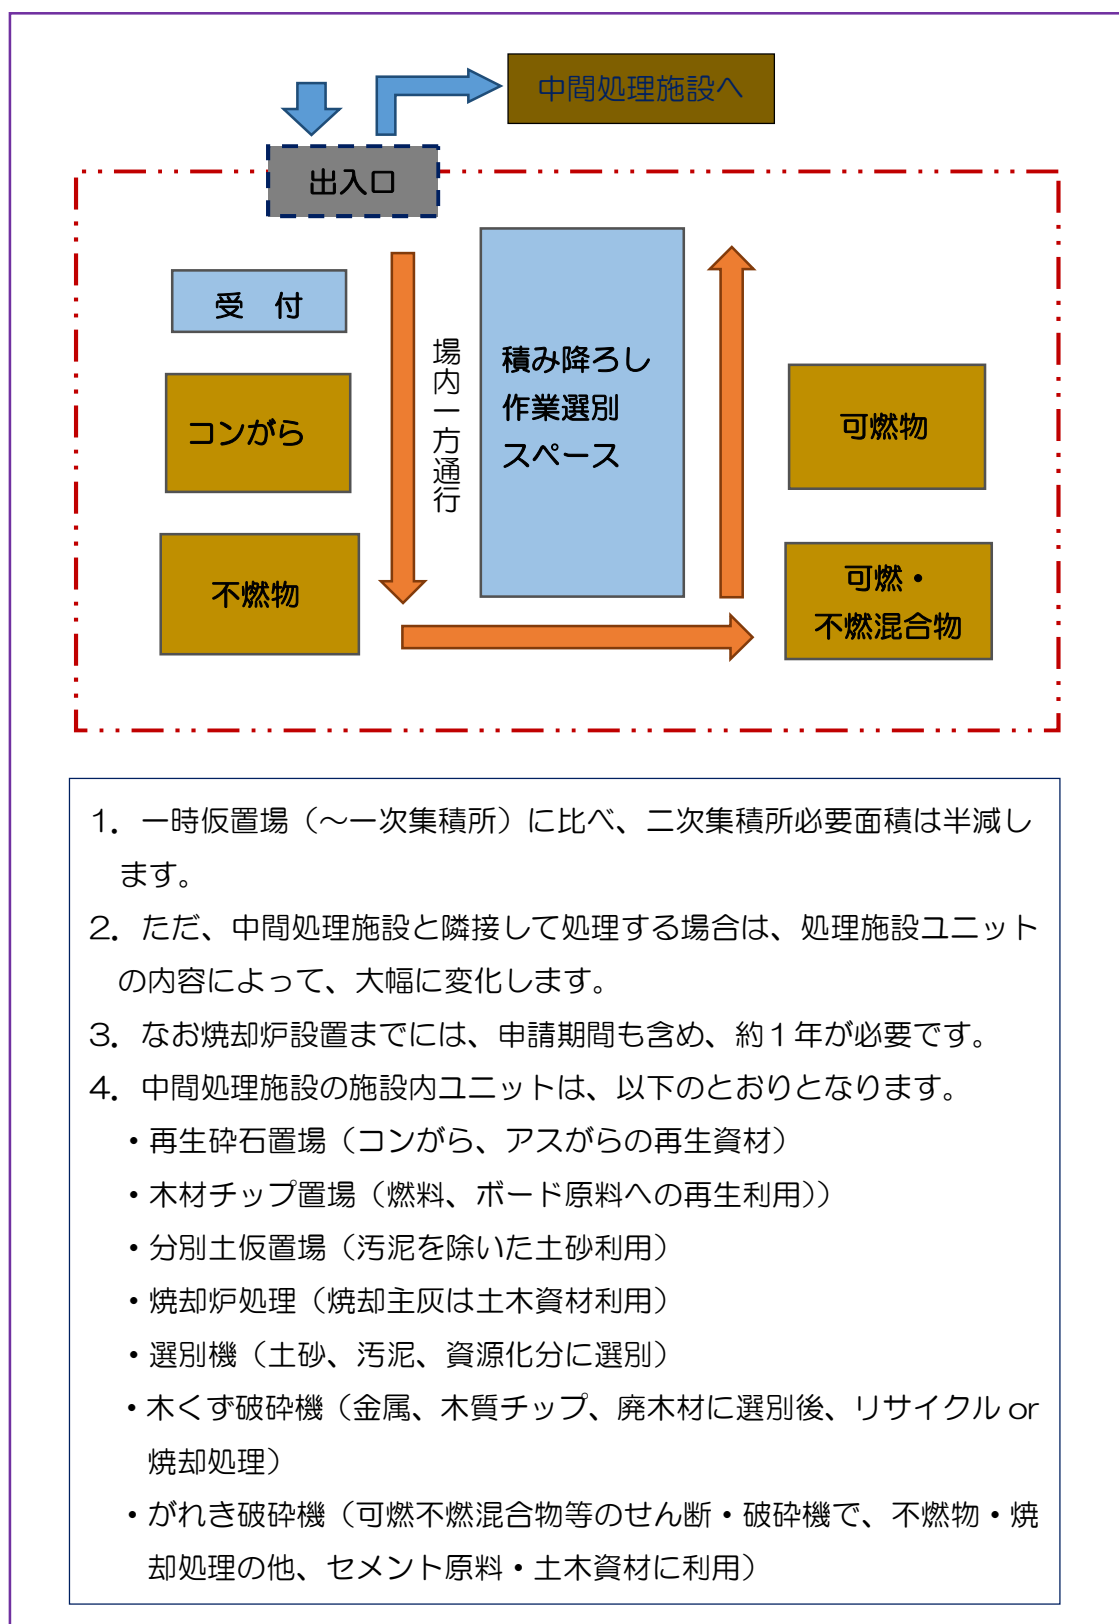 中間処理施設へ
出入口
受　付
コンがら
不燃物
場内一方通行
積み降ろし
作業選別
スペース
可燃物
可燃・
不燃混合物
1．一時仮置場（～一次集積所）に比べ、二次集積所必要面積は半減し
ます。
2．ただ、中間処理施設と隣接して処理する場合は、処理施設ユニット
の内容によって、大幅に変化します。
3．なお焼却炉設置までには、申請期間も含め、約１年が必要です。
4．中間処理施設の施設内ユニットは、以下のとおりとなります。
・再生砕石置場（コンがら、アスがらの再生資材）
・木材チップ置場（燃料、ボード原料への再生利用））
・分別土仮置場（汚泥を除いた土砂利用）
・焼却炉処理（焼却主灰は土木資材利用）
・選別機（土砂、汚泥、資源化分に選別）
・木くず破砕機（金属、木質チップ、廃木材に選別後、リサイクル or
焼却処理）
・がれき破砕機（可燃不燃混合物等のせん断・破砕機で、不燃物・焼
却処理の他、セメント原料・土木資材に利用）